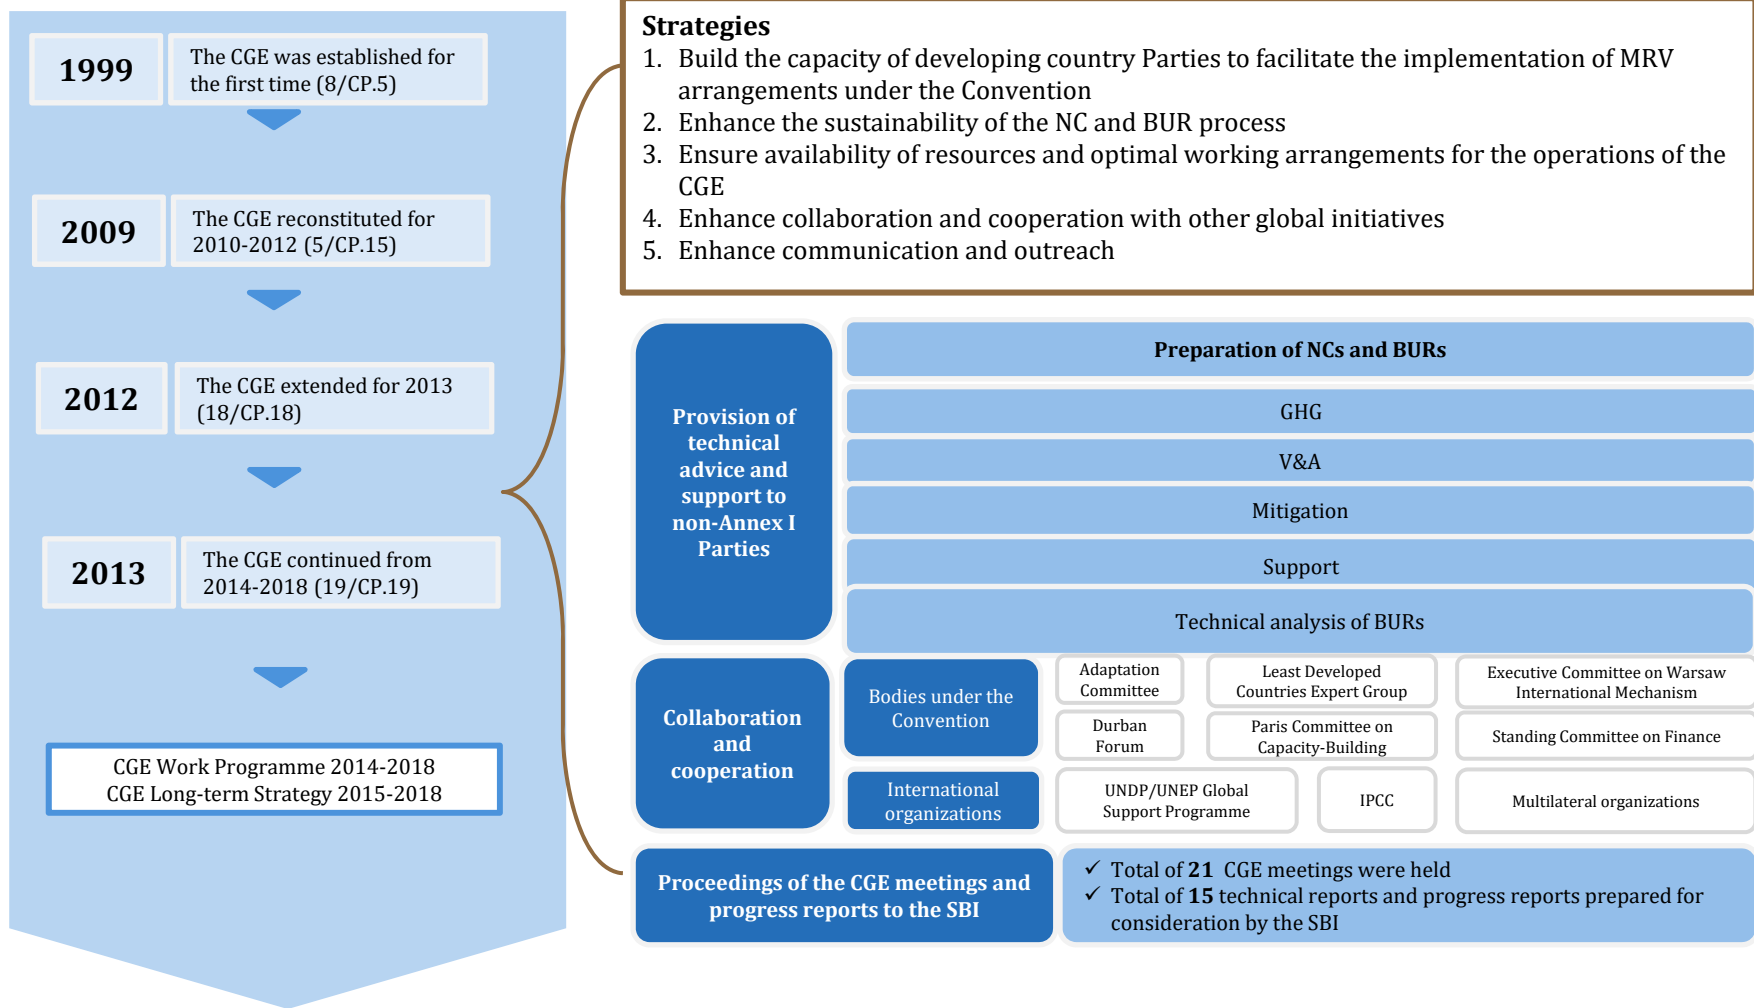 1999
The CGE was established for
the first time (8/CP.5)
2009
The CGE reconstituted for
2010-2012 (5/CP.15)
2012
The CGE extended for 2013
(18/CP.18)
2013
The CGE continued from
2014-2018 (19/CP.19)
CGE Work Programme 2014-2018
CGE Long-term Strategy 2015-2018
Strategies
1. Build the capacity of developing country Parties to facilitate the implementation of MRV
arrangements under the Convention
2. Enhance the sustainability of the NC and BUR process
3. Ensure availability of resources and optimal working arrangements for the operations of the
CGE
4. Enhance collaboration and cooperation with other global initiatives
5. Enhance communication and outreach
Provision of
technical
advice and
support to
non-Annex I
Parties
Preparation of NCs and BURs
GHG
V&A
Mitigation
Support
Technical analysis of BURs
Collaboration
and
cooperation
Bodies under the
Convention
Adaptation
Committee
Least Developed
Countries Expert Group
Executive Committee on Warsaw
International Mechanism
Durban
Forum
Paris Committee on
Capacity-Building
Standing Committee on Finance
International
organizations
UNDP/UNEP Global
Support Programme
IPCC
Multilateral organizations
Proceedings of the CGE meetings and
progress reports to the SBI
✓ Total of 21 CGE meetings were held
✓ Total of 15 technical reports and progress reports prepared for
consideration by the SBI